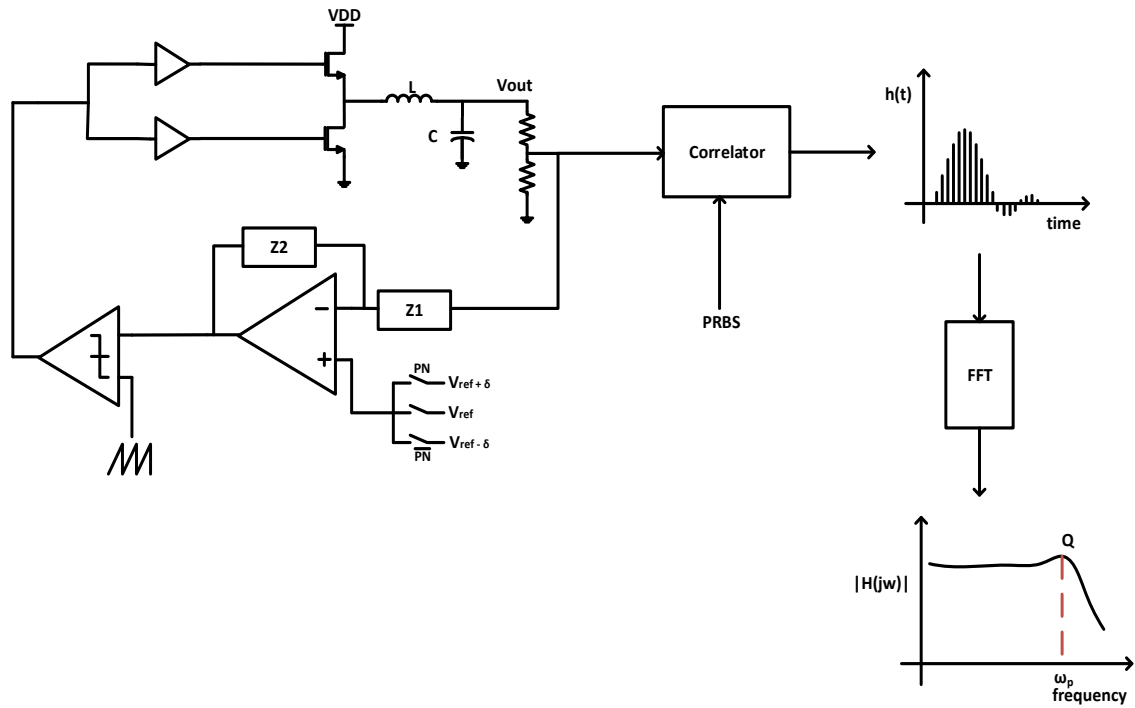 VDD
L
Vout
C
Correlator
h(t)
time
Z2
Z1
PRBS
PN
Vref + δ
Vref
Vref - δ
PN
FFT
Q
|H(jw)|
ωp
frequency